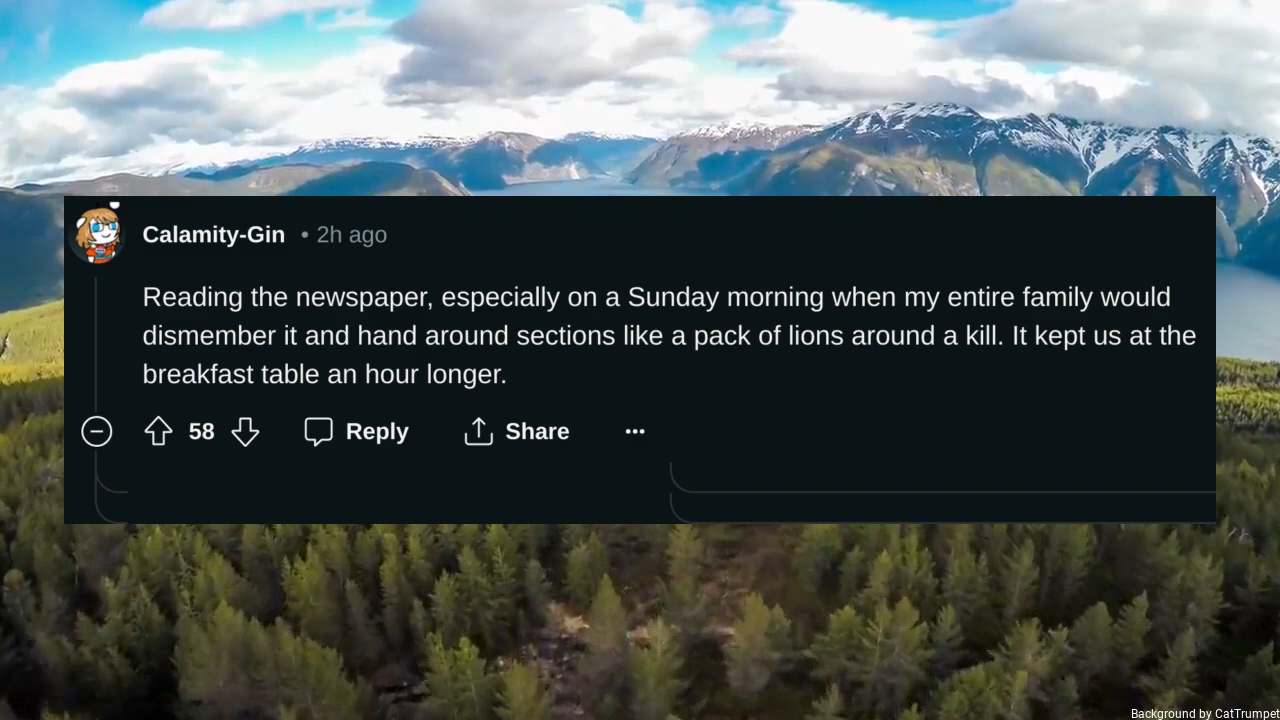 Calamity-Gin • 2h ago
Reading the newspaper, especially on a Sunday morning when my entire family would
dismember it and hand around sections like a pack of lions around a kill. It kept us at the
breakfast table an hour longer.
58 Reply Share ···
Background by CatTrumpet